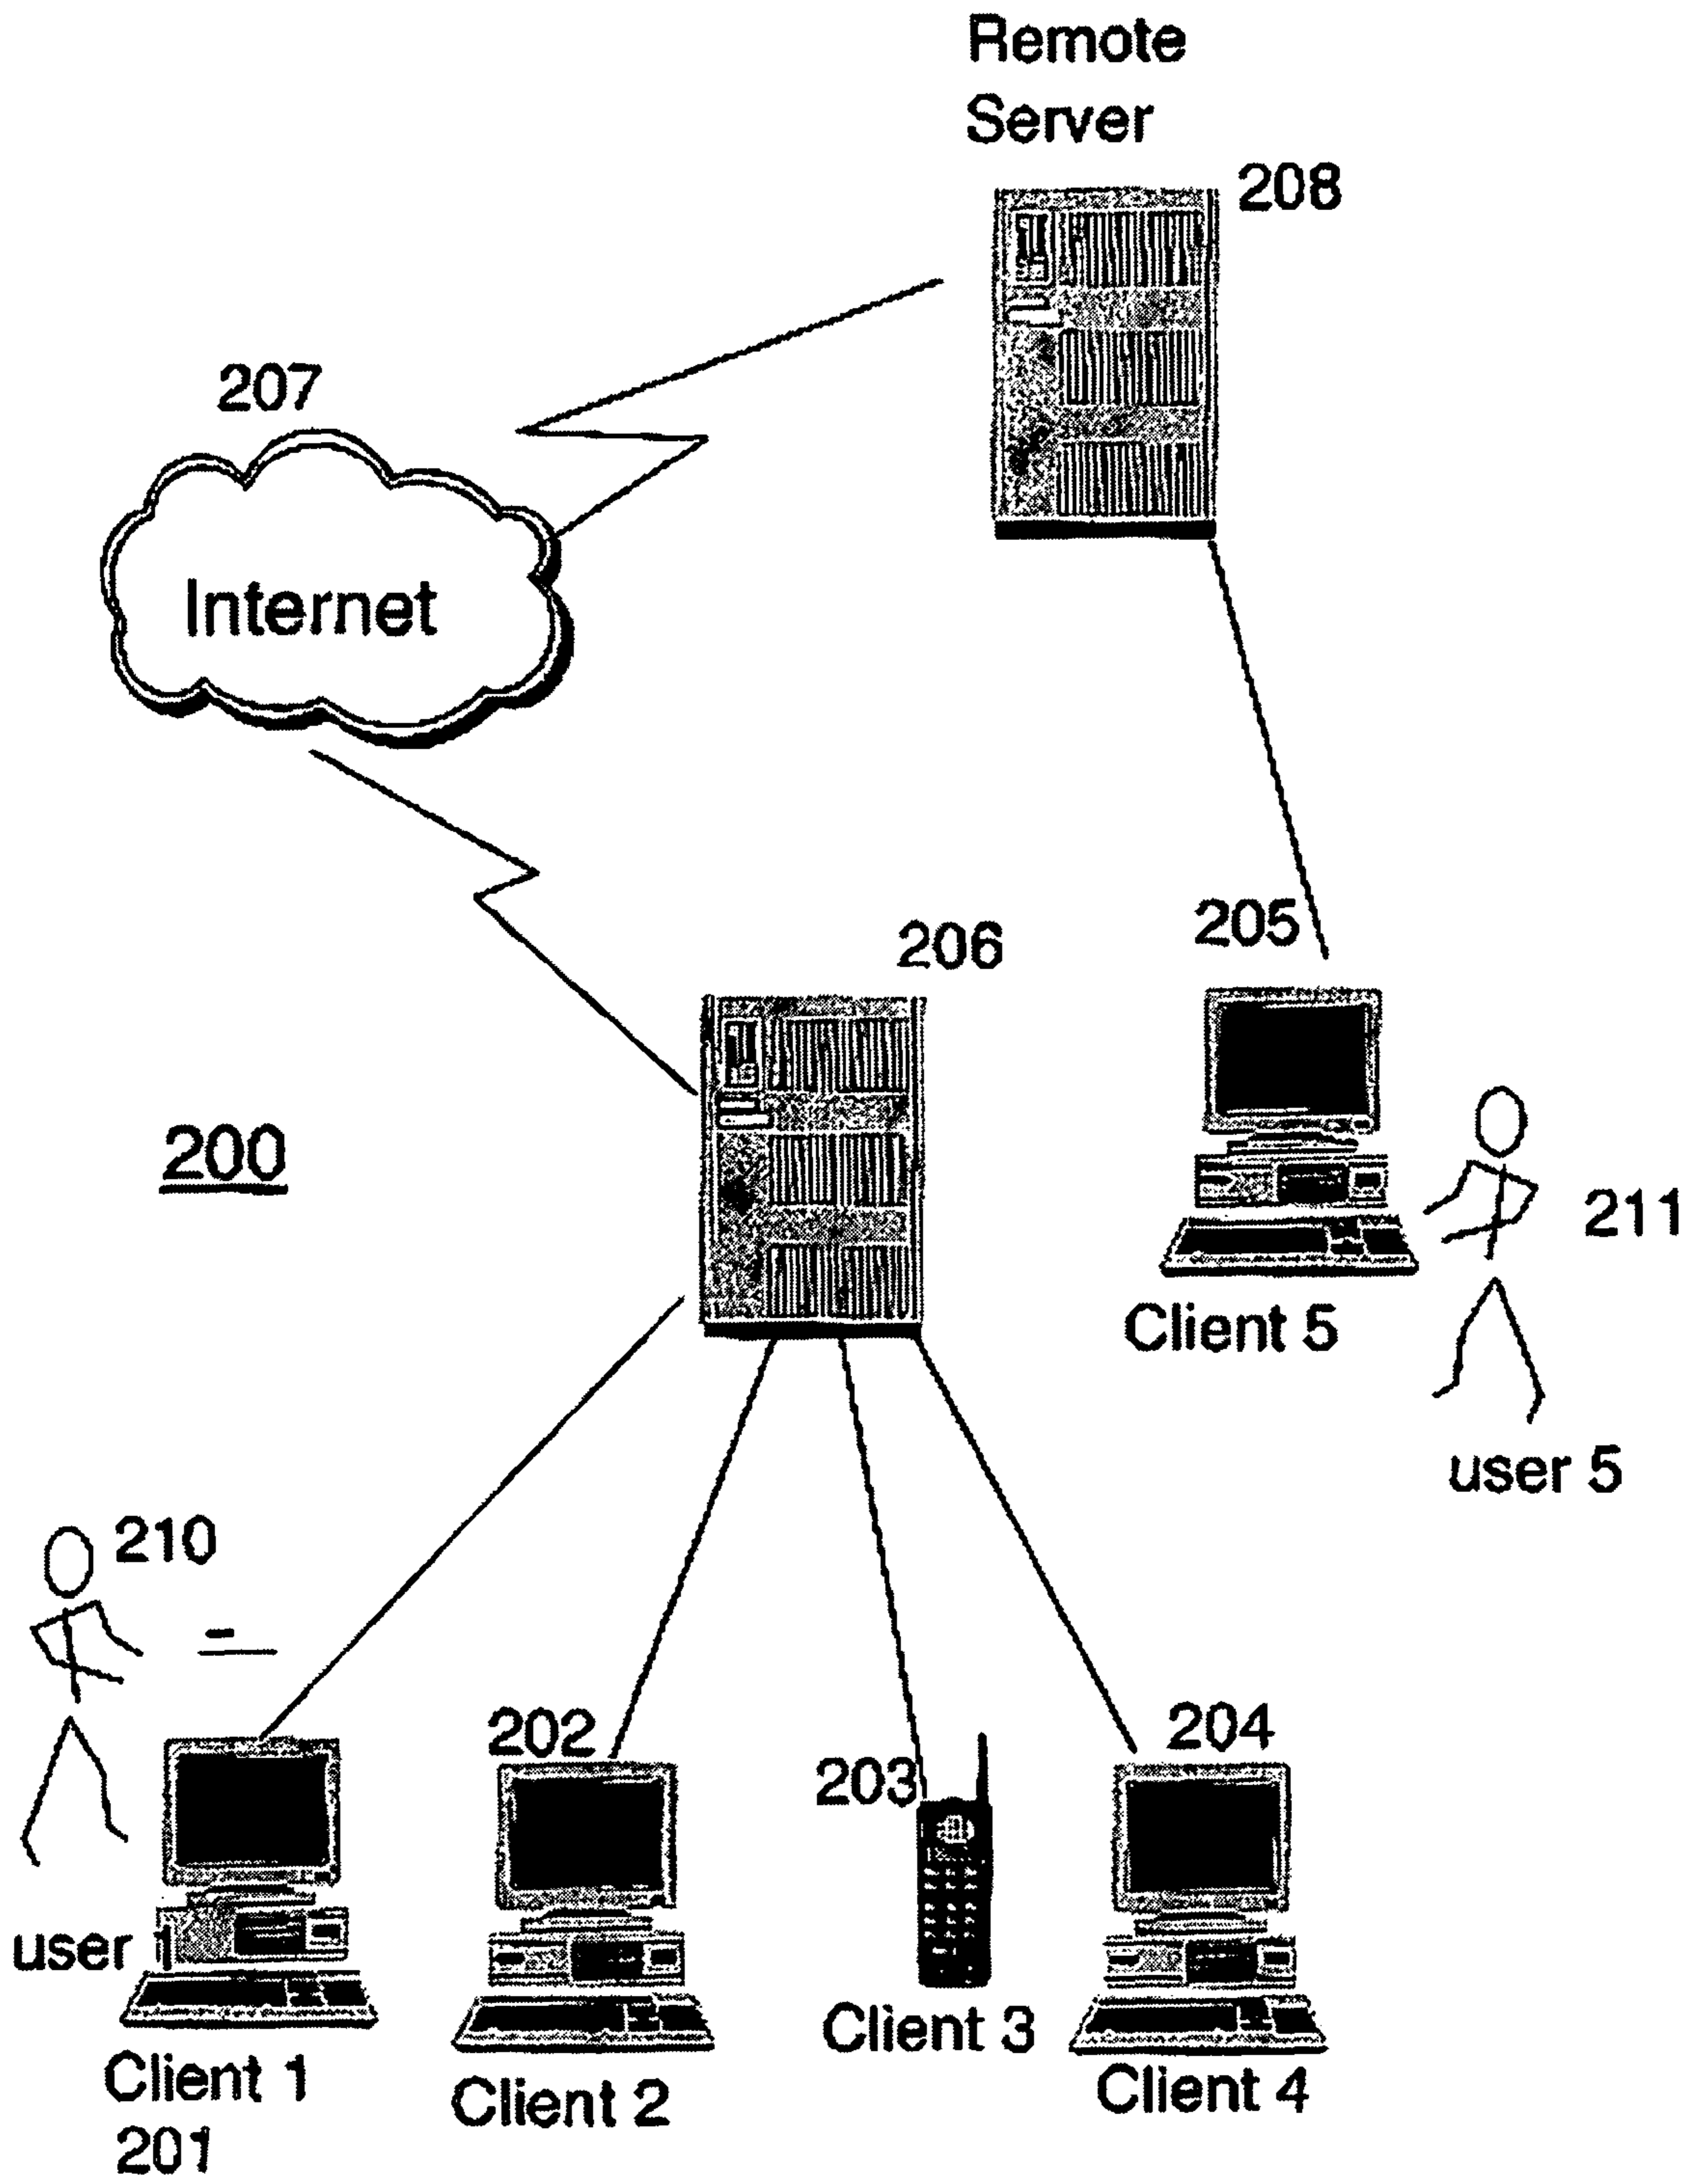 Remote
Server
208
207
Internet
205
206
200
211
Client 5
user 5
210
202
204
203
user 1
Client 3
Client 1
Client 2
Client 4
201